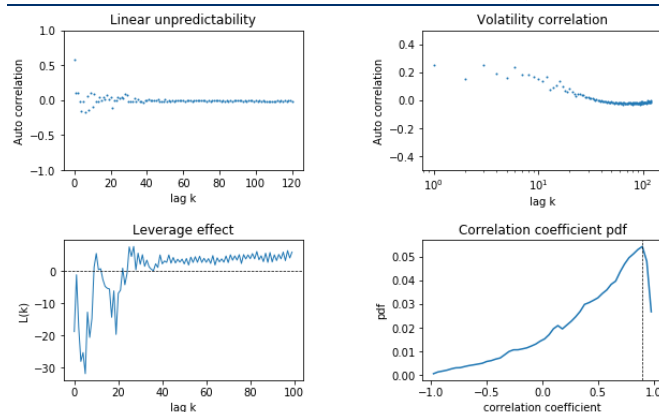 Linear unpredictability
Auto correlation
1.0
0.5
0.0
−0.5
−1.0
0 20 40 60 80 100 120
lag k
Volatility correlation
Auto correlation
0.4
0.2
0.0
−0.2
−0.4
10⁰ 10¹ 10²
lag k
Leverage effect
L(k)
0
−10
−20
−30
0 20 40 60 80 100
lag k
Correlation coefficient pdf
pdf
0.05
0.04
0.03
0.02
0.01
0.00
−1.0 −0.5 0.0 0.5 1.0
correlation coefficient